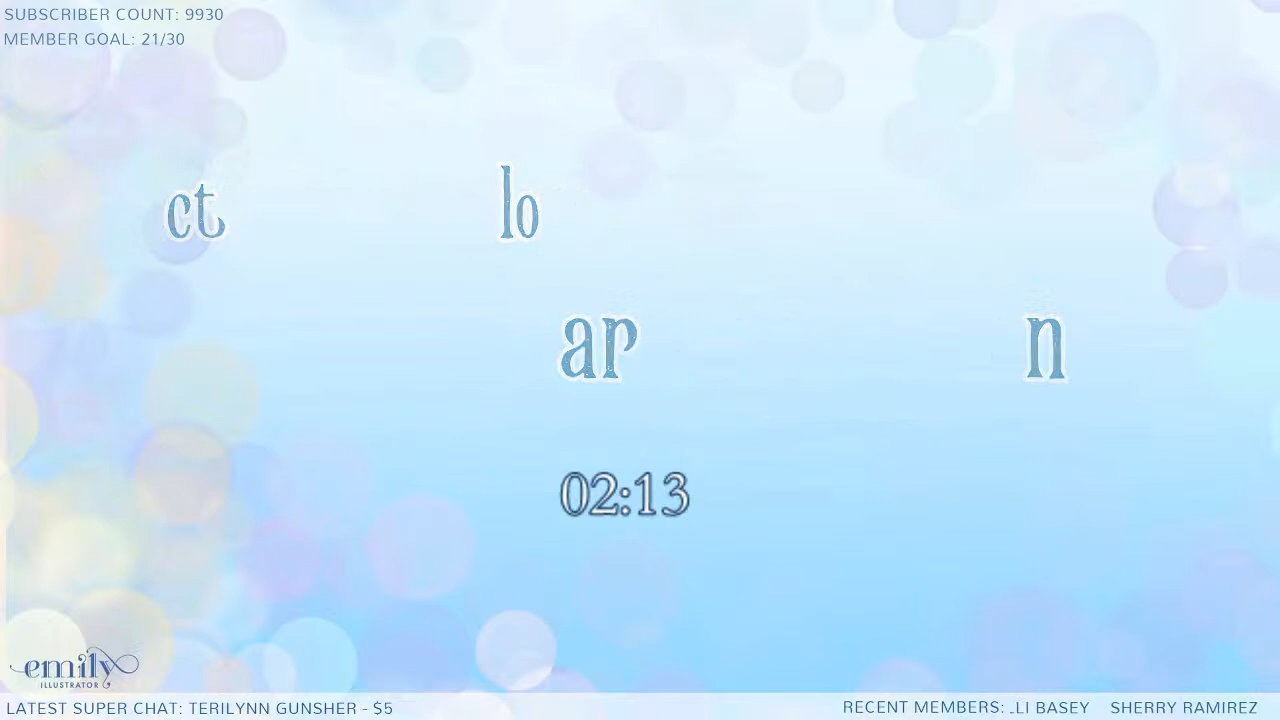 SUBSCRIBER COUNT: 9930
MEMBER GOAL: 21/30
ct lo
ar n
02:13
emily
ILLUSTRATOR
LATEST SUPER CHAT: TERILYNN GUNSHER - $5
RECENT MEMBERS: LI BASEY SHERRY RAMIREZ